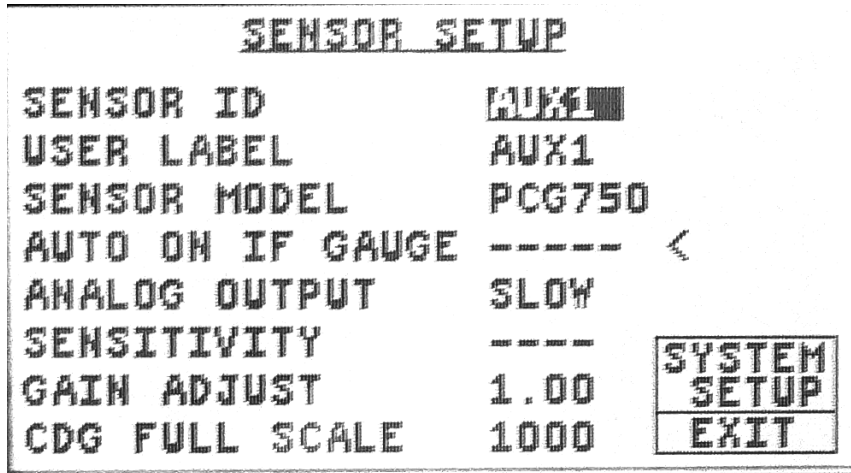 SENSOR SETUP
SENSOR ID AUX1
USER LABEL AUX1
SENSOR MODEL PCG750
AUTO ON IF GAUGE ----- <
ANALOG OUTPUT SLOW
SENSITIVITY ----
GAIN ADJUST 1.00
CDG FULL SCALE 1000
SYSTEM
SETUP
EXIT